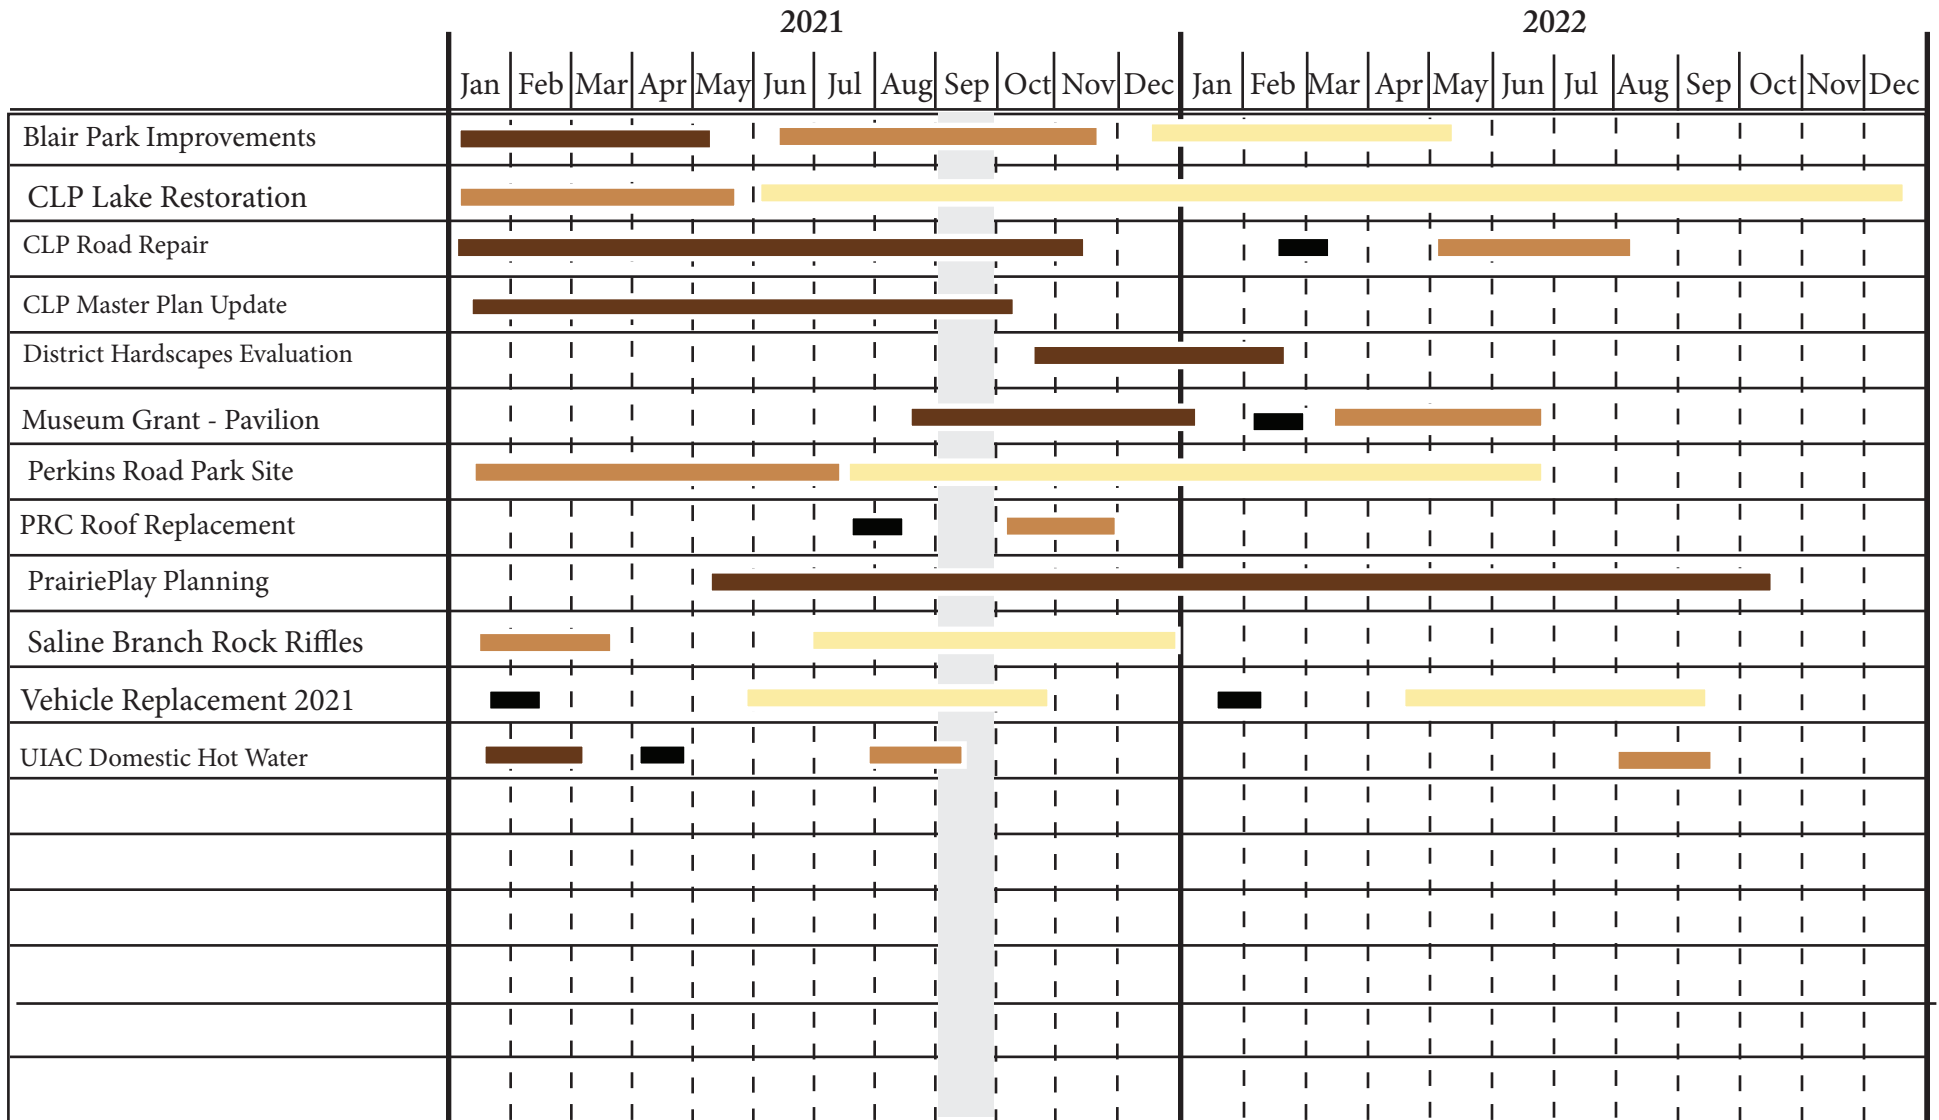 2021 2022
Jan Feb Mar Apr May Jun Jul Aug Sep Oct Nov Dec Jan Feb Mar Apr May Jun Jul Aug Sep Oct Nov Dec
Blair Park Improvements
CLP Lake Restoration
CLP Road Repair
CLP Master Plan Update
District Hardscapes Evaluation
Museum Grant - Pavilion
Perkins Road Park Site
PRC Roof Replacement
PrairiePlay Planning
Saline Branch Rock Riffles
Vehicle Replacement 2021
UIAC Domestic Hot Water